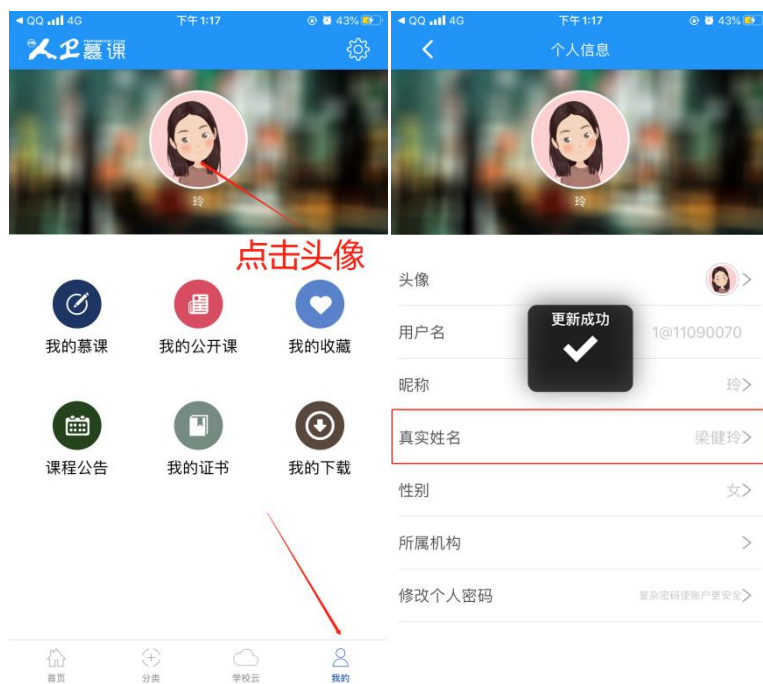 QQ 4G 下午1:17 43%
人卫慕课
玲
点击头像
我的慕课 我的公开课 我的收藏
课程公告 我的证书 我的下载
首页 分类 学校云 我的
QQ 4G 下午1:17 43%
个人信息
玲
头像
更新成功
用户名 1@11090070
昵称 玲
真实姓名 梁健玲
性别 女
所属机构
修改个人密码 复杂密码使账户更安全